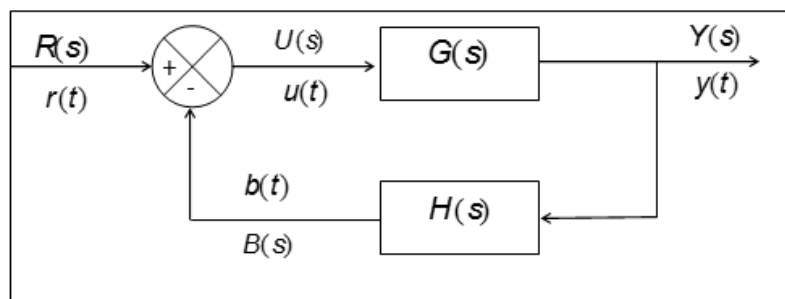 R(s)
r(t)
+
-
U(s)
u(t)
G(s)
Y(s)
y(t)
b(t)
B(s)
H(s)